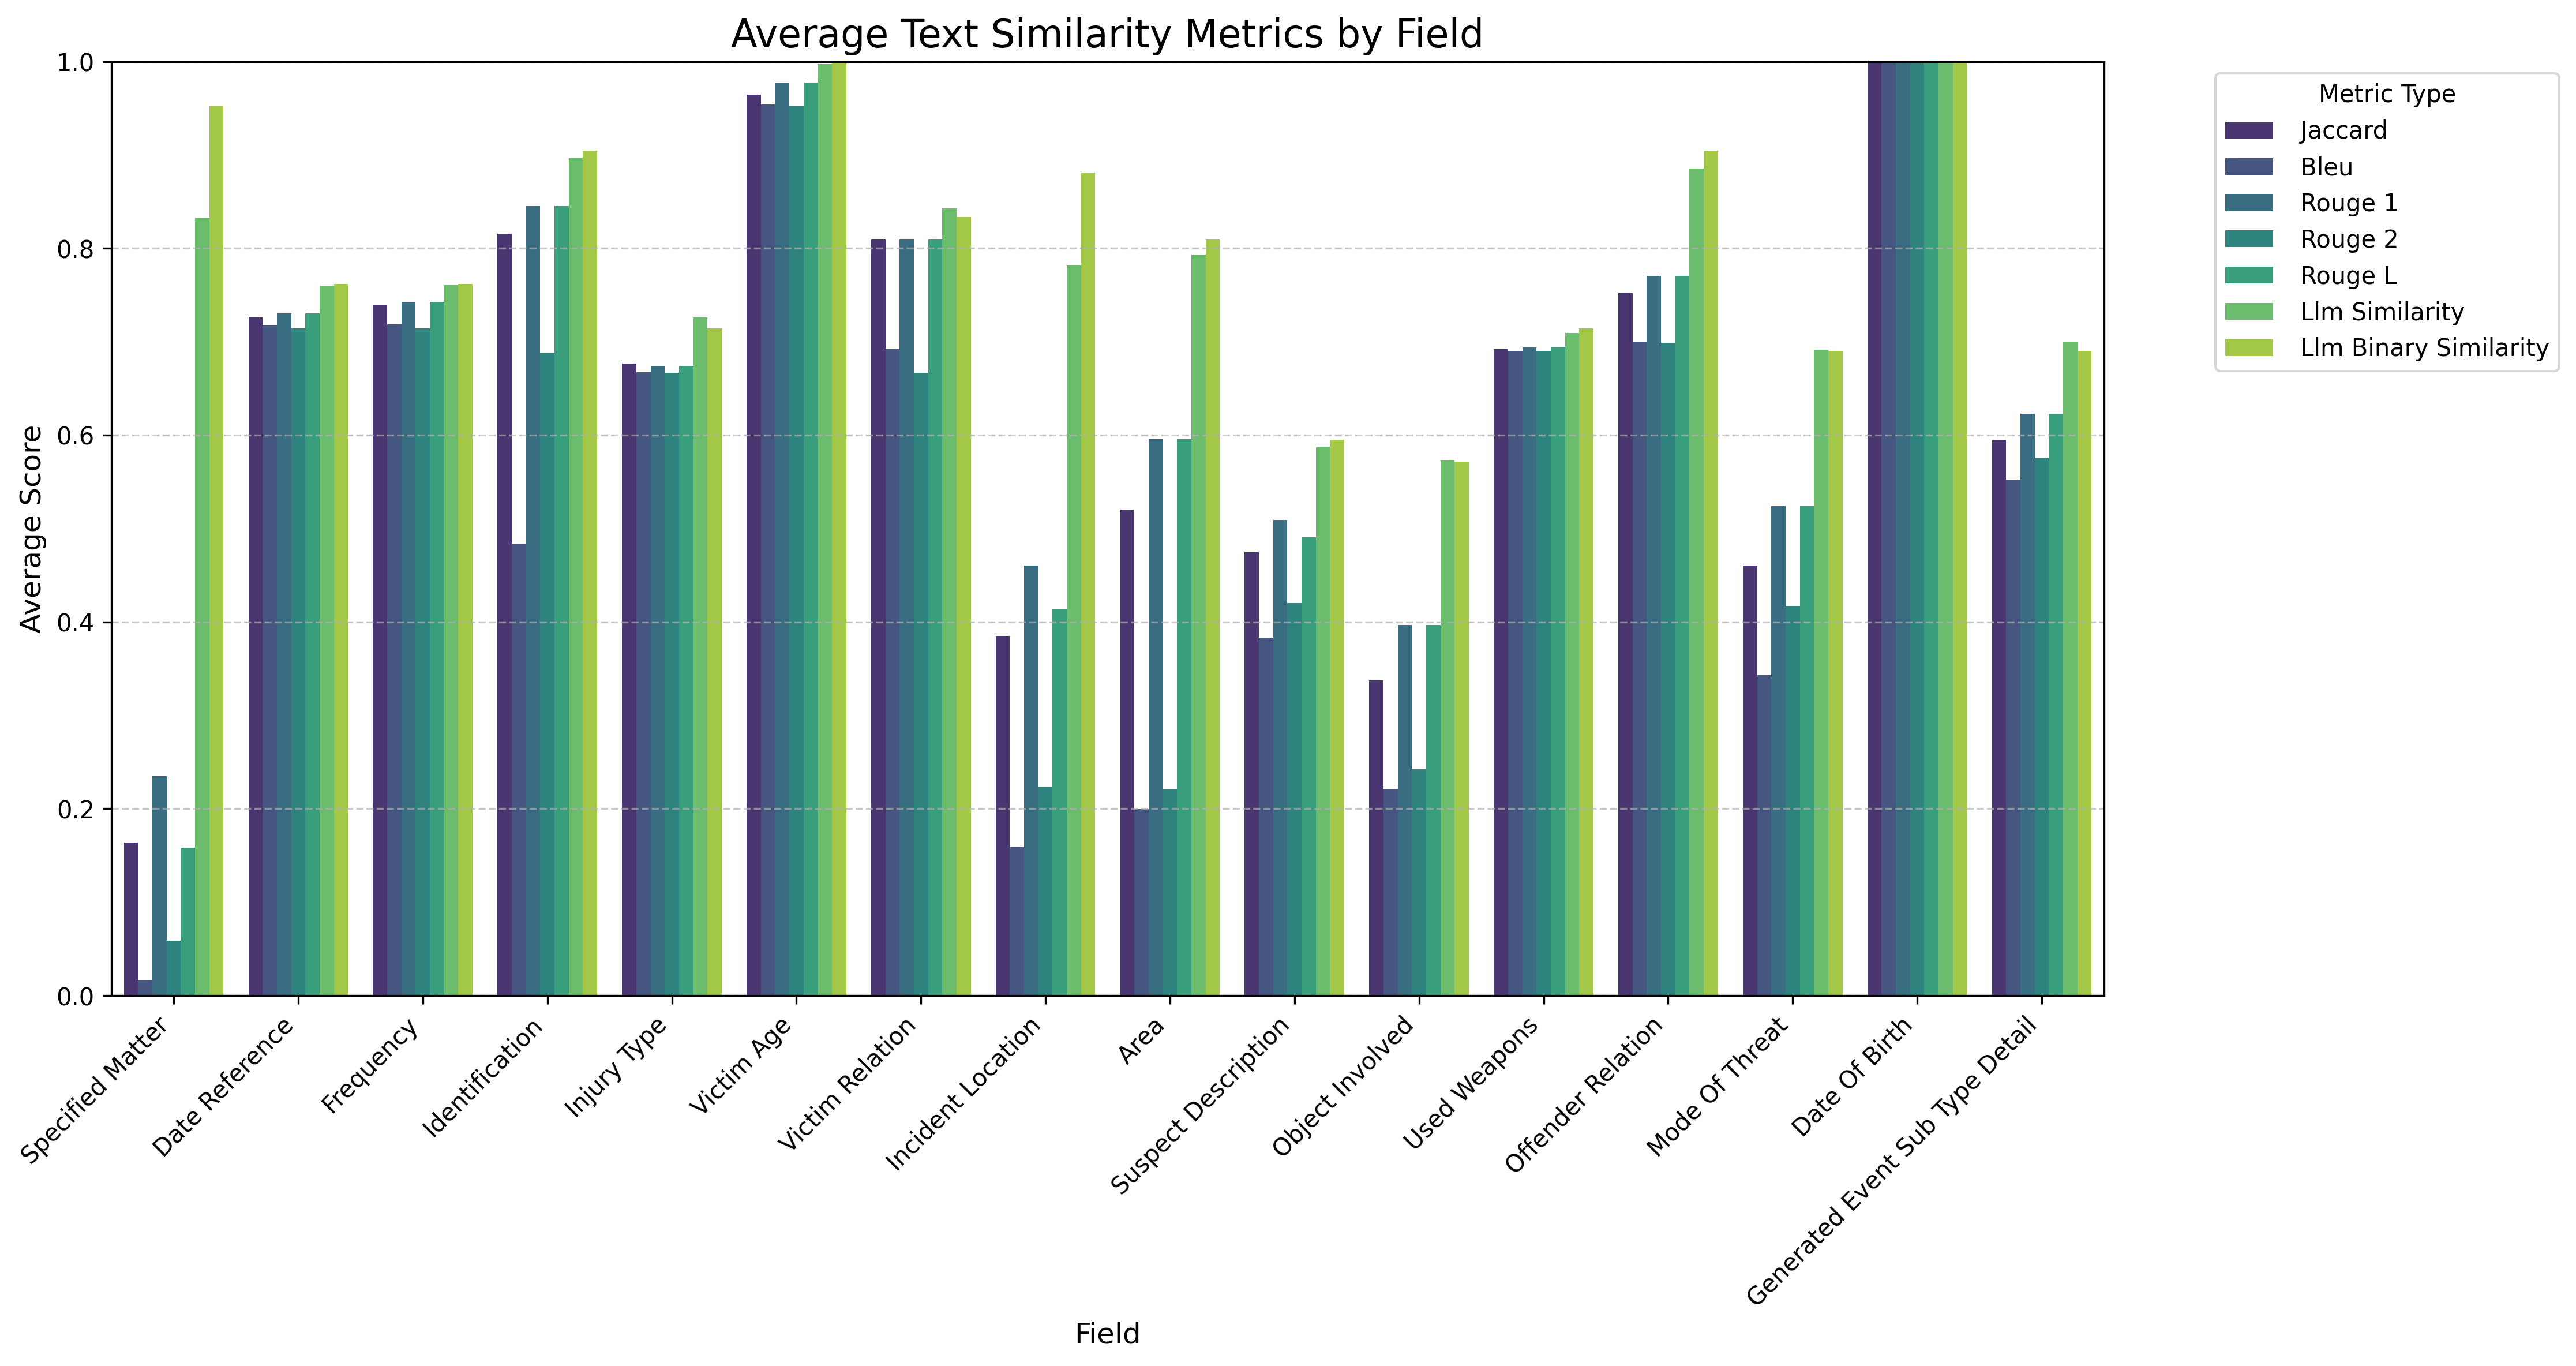 Average Text Similarity Metrics by Field
Average Score
1.0
0.8
0.6
0.4
0.2
0.0
Metric Type
Jaccard
Bleu
Rouge 1
Rouge 2
Rouge L
Llm Similarity
Llm Binary Similarity
Specified Matter
Date Reference
Frequency
Identification
Injury Type
Victim Age
Victim Relation
Incident Location
Area
Suspect Description
Object Involved
Used Weapons
Offender Relation
Mode Of Threat
Date Of Birth
Generated Event Sub Type Detail
Field